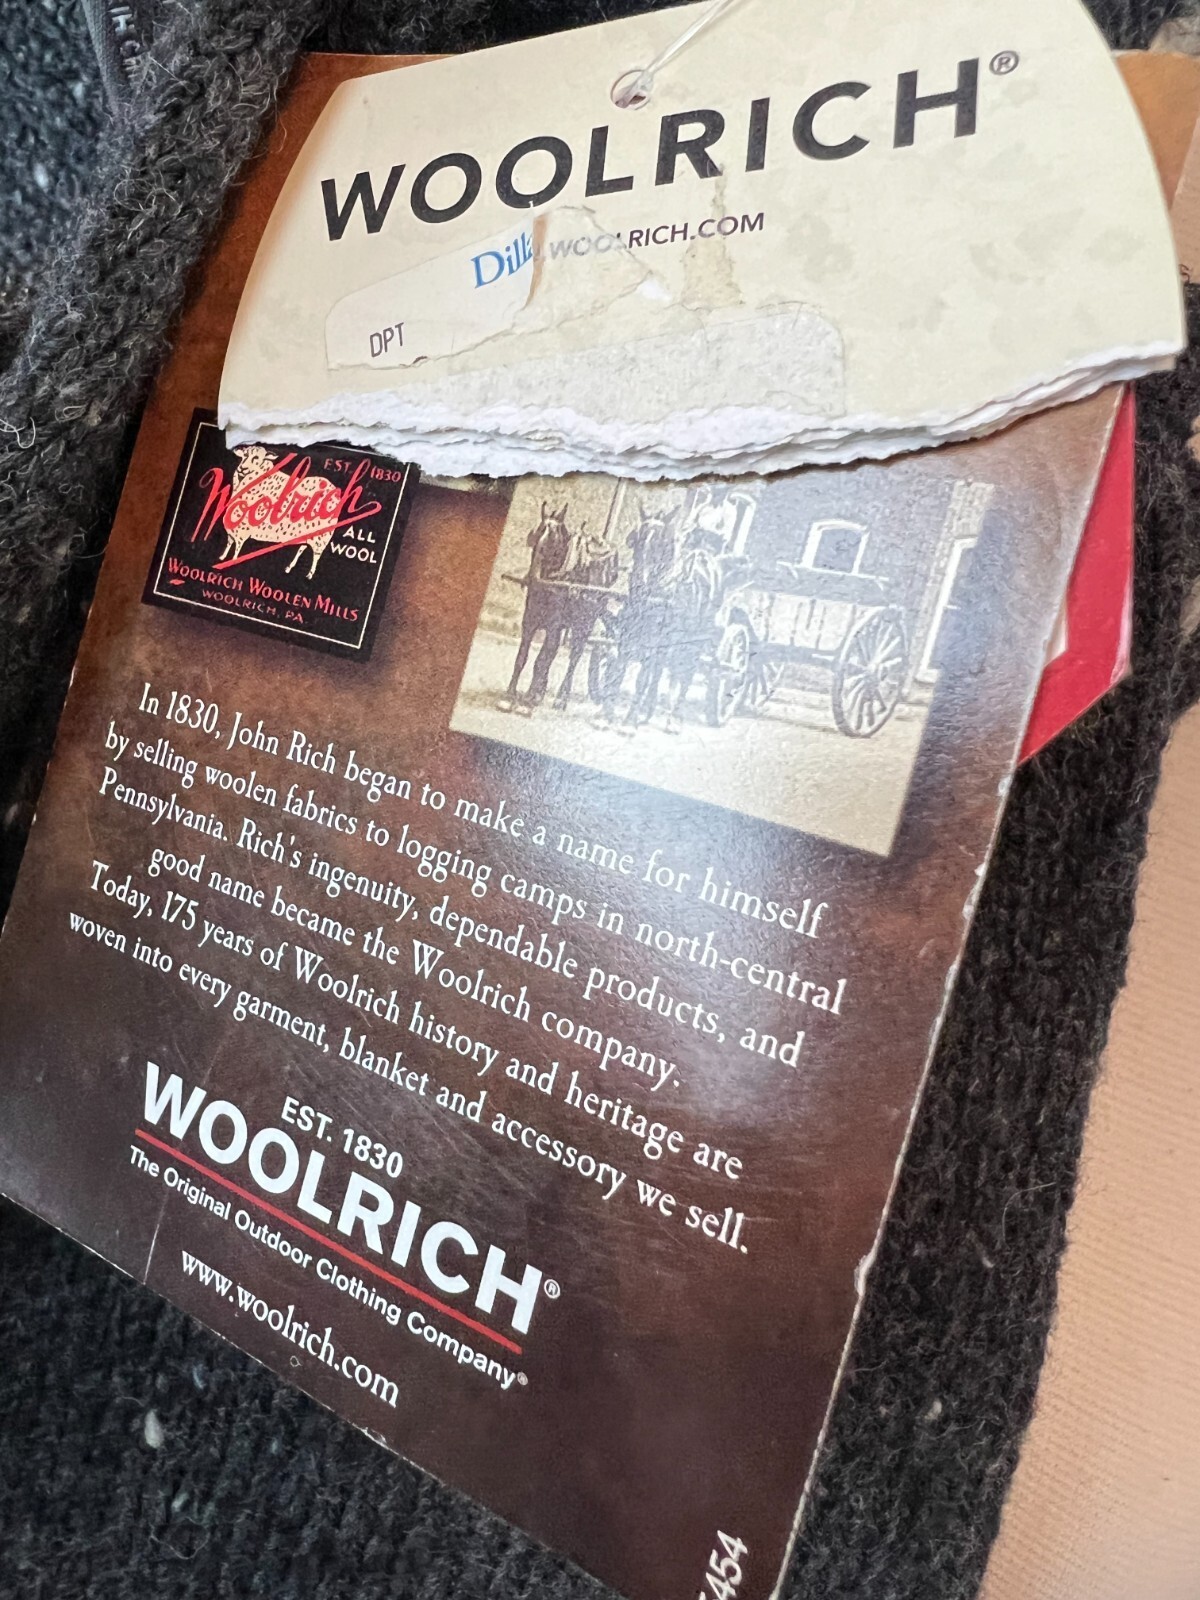 WOOLRICH®
WOOLRICH.COM
DPT
EST. 1830
Woolrich
ALL
WOOL
WOOLRICH WOOLEN MILLS
WOOLRICH, PA.
In 1830, John Rich began to make a name for himself
by selling woolen fabrics to logging camps in north-central
Pennsylvania. Rich's ingenuity, dependable products, and
good name became the Woolrich company.
Today, 175 years of Woolrich history and heritage are
woven into every garment, blanket and accessory we sell.
EST. 1830
WOOLRICH®
The Original Outdoor Clothing Company®
www.woolrich.com